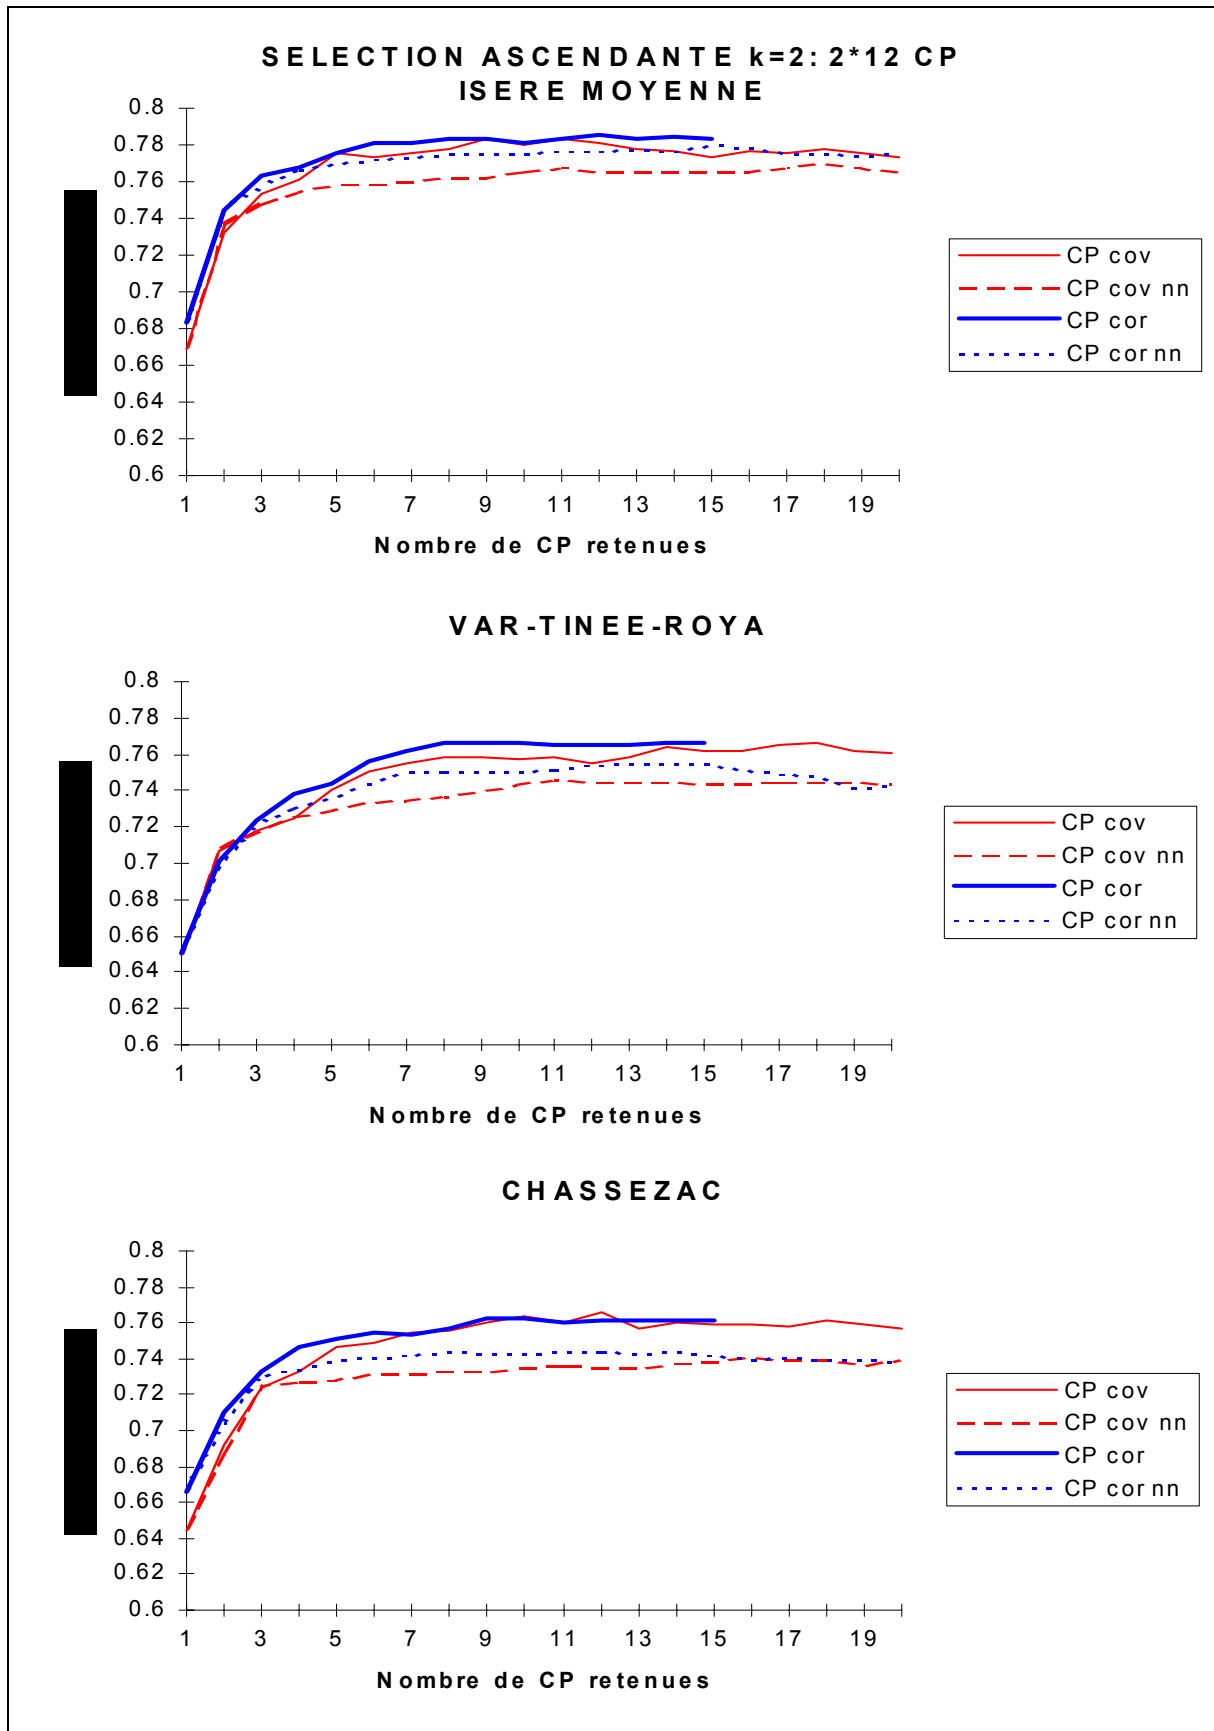 SELECTION ASCENDANTE k=2: 2*12 CP
ISERE MOYENNE
0.8
0.78
0.76
0.74
0.72
0.7
0.68
0.66
0.64
0.62
0.6
1 3 5 7 9 11 13 15 17 19
Nombre de CP retenues
CP cov
CP cov nn
CP cor
CP cor nn
VAR-TINEE-ROYA
0.8
0.78
0.76
0.74
0.72
0.7
0.68
0.66
0.64
0.62
0.6
1 3 5 7 9 11 13 15 17 19
Nombre de CP retenues
CP cov
CP cov nn
CP cor
CP cor nn
CHASSEZAC
0.8
0.78
0.76
0.74
0.72
0.7
0.68
0.66
0.64
0.62
0.6
1 3 5 7 9 11 13 15 17 19
Nombre de CP retenues
CP cov
CP cov nn
CP cor
CP cor nn